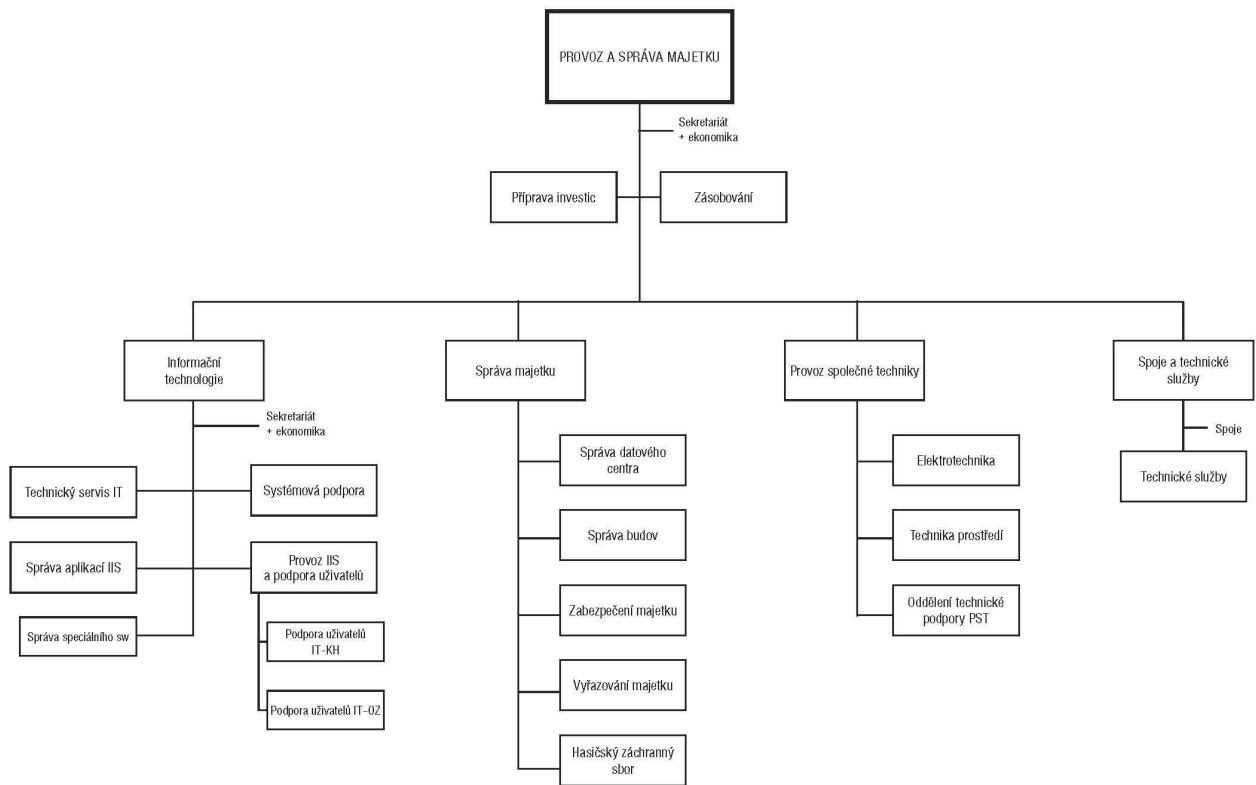 PROVOZ A SPRÁVA MAJETKU
Sekretariát
+ ekonomika
Příprava investic
Zásobování
Informační
technologie
Správa majetku
Provoz společné techniky
Spoje a technické
služby
Sekretariát
+ ekonomika
Spoje
Technický servis IT
Systémová podpora
Správa datového
centra
Elektrotechnika
Technické služby
Správa aplikací IIS
Provoz IIS
a podpora uživatelů
Správa budov
Technika prostředí
Správa speciálního sw
Podpora uživatelů
IT-KH
Zabezpečení majetku
Oddělení technické
podpory PST
Podpora uživatelů IT-OZ
Vyřazování majetku
Hasičský záchranný
sbor